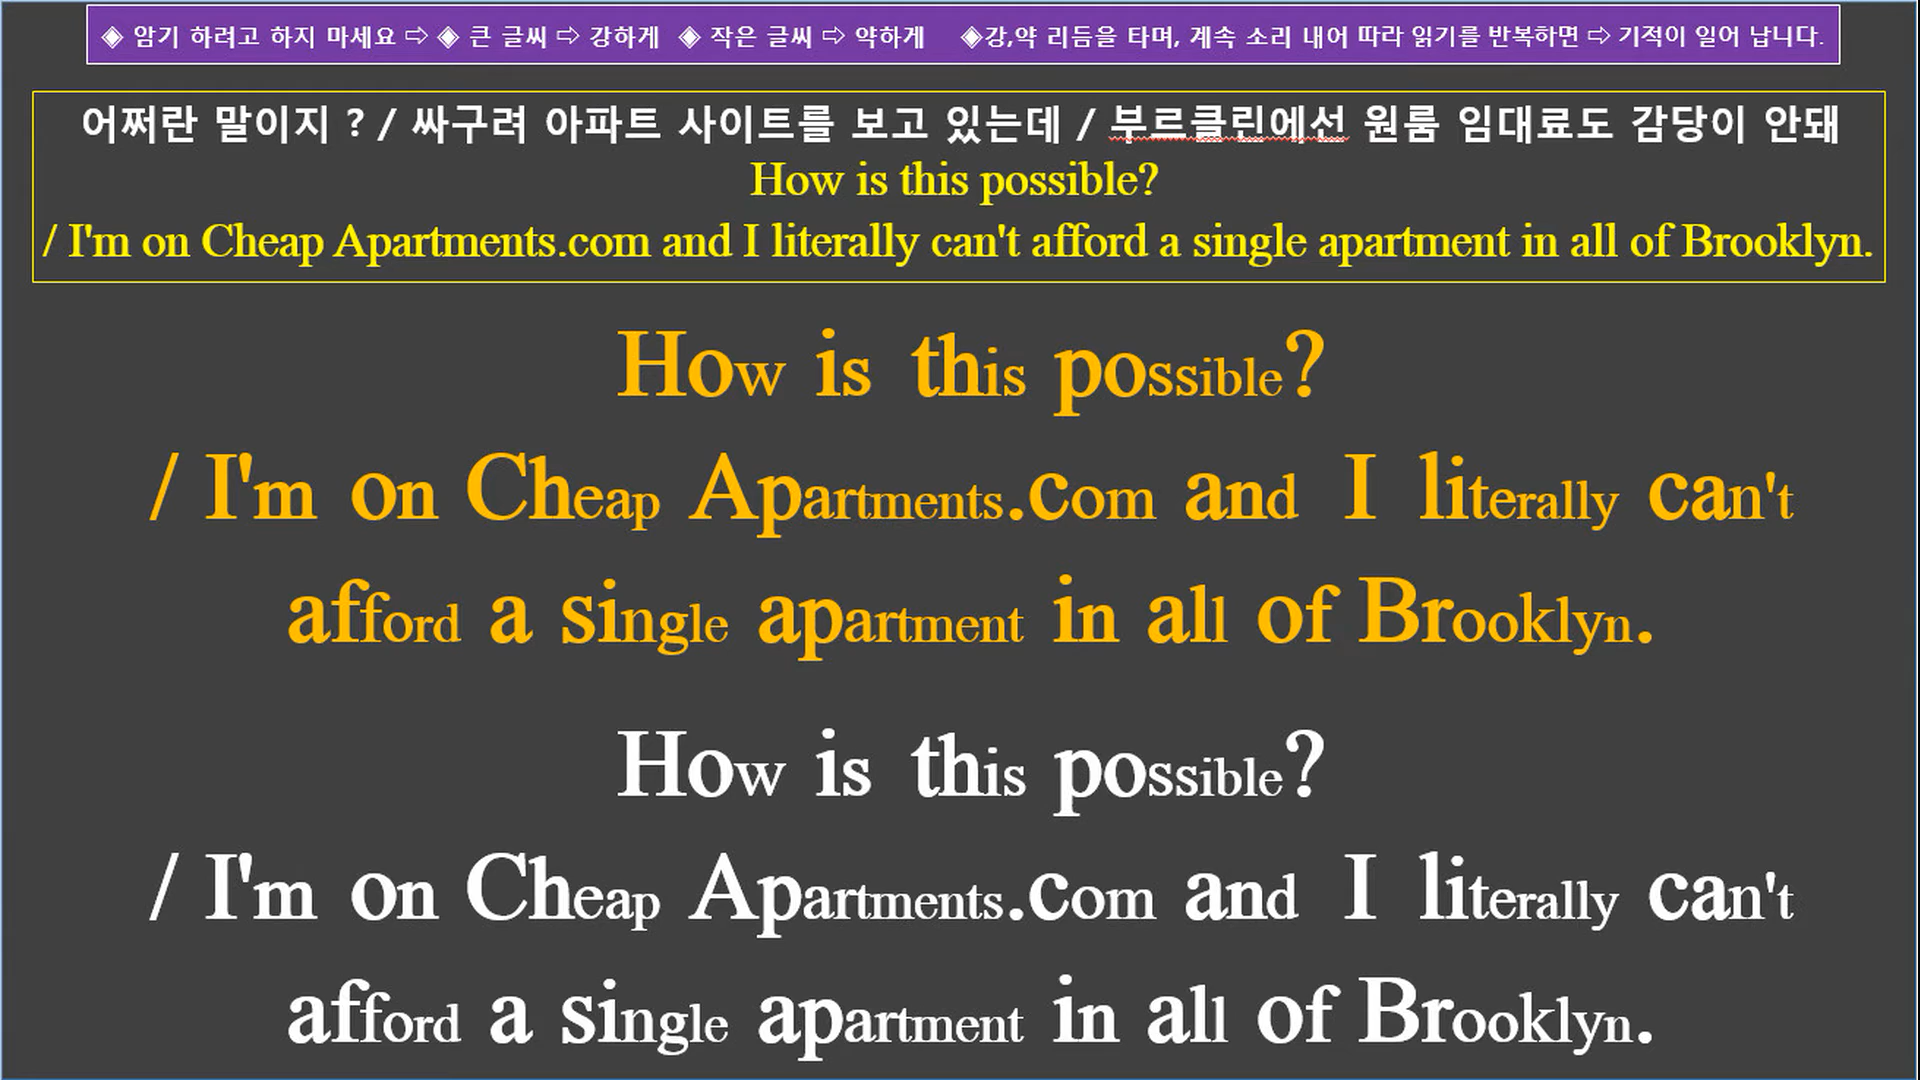 ◈ 암기 하려고 하지 마세요 ⇨ ◈ 큰 글씨 ⇨ 강하게 ◈ 작은 글씨 ⇨ 약하게 ◈강,약 리듬을 타며, 계속 소리 내어 따라 읽기를 반복하면 ⇨ 기적이 일어 납니다.
어쩌란 말이지 ? / 싸구려 아파트 사이트를 보고 있는데 / 부르클린에선 원룸 임대료도 감당이 안돼
How is this possible?
/ I'm on Cheap Apartments.com and I literally can't afford a single apartment in all of Brooklyn.
How is this possible?
/ I'm on Cheap Apartments.com and I literally can't
afford a single apartment in all of Brooklyn.
How is this possible?
/ I'm on Cheap Apartments.com and I literally can't
afford a single apartment in all of Brooklyn.